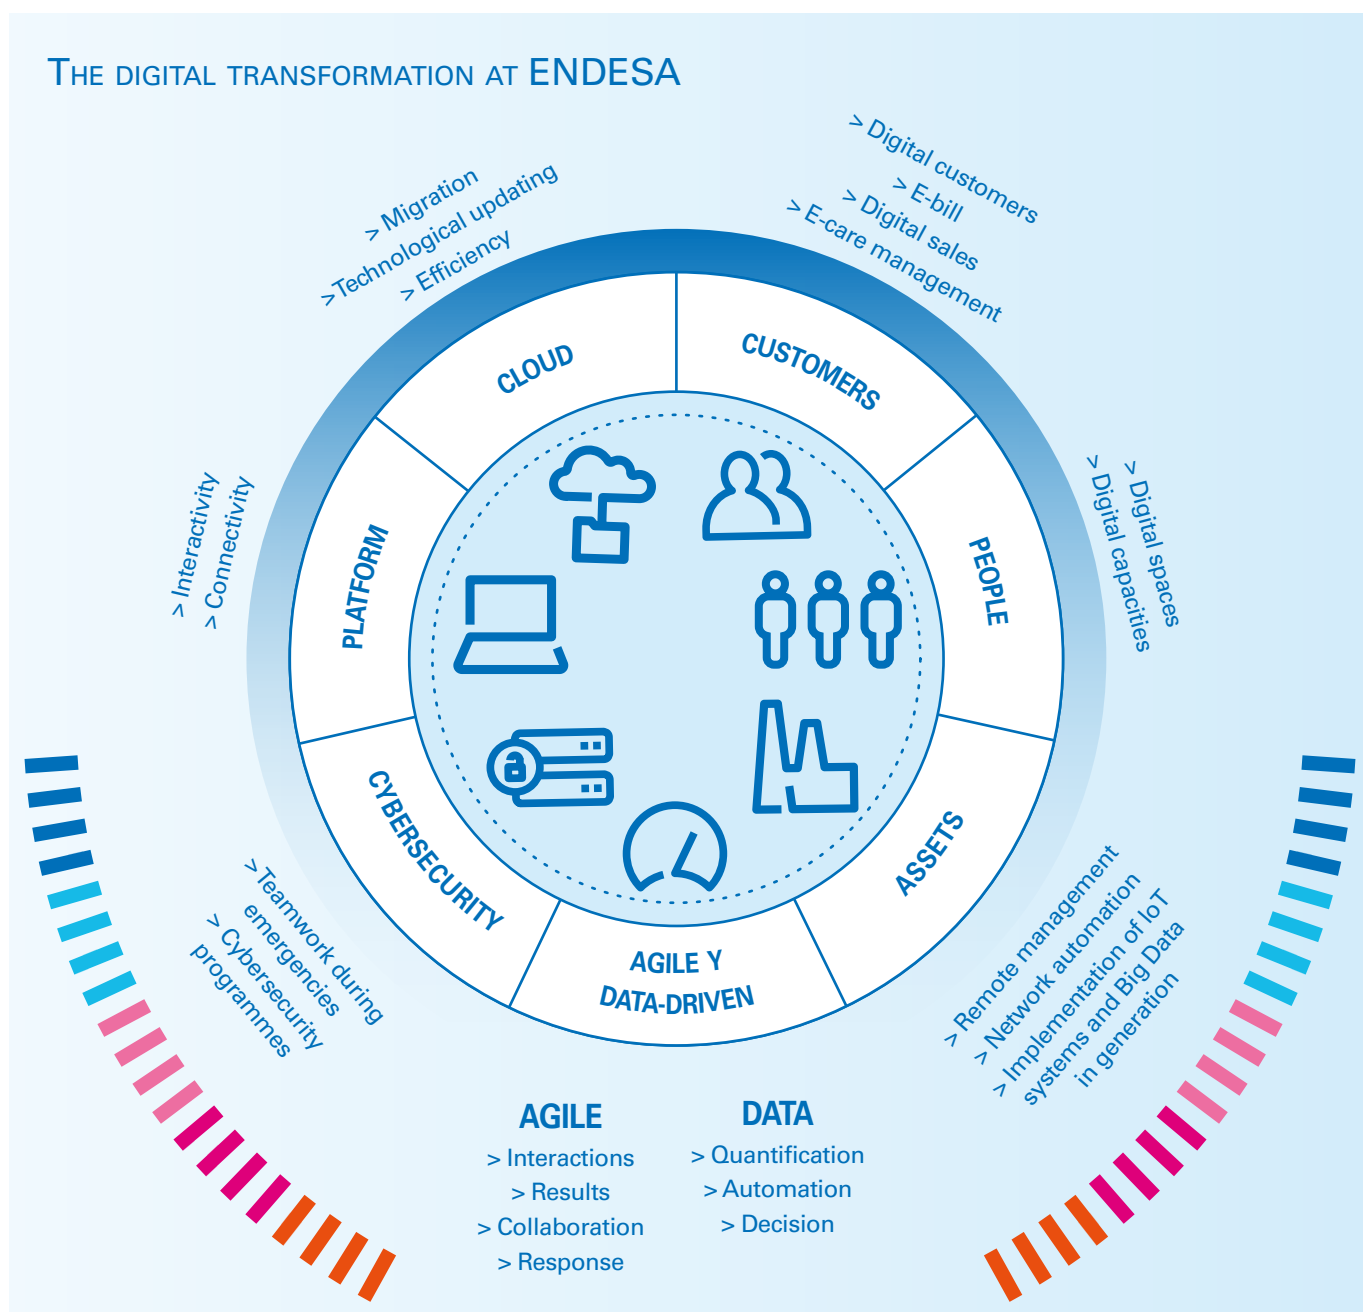 THE DIGITAL TRANSFORMATION AT ENDESA
> Migration
>Technological updating
> Efficiency
> Digital customers
> E-bill
> Digital sales
> E-care management
CLOUD
CUSTOMERS
PLATFORM
PEOPLE
> Interactivity
> Connectivity
> Digital spaces
> Digital capacities
CYBERSECURITY
ASSETS
AGILE Y
DATA-DRIVEN
> Teamwork during
emergencies
> Cybersecurity
programmes
> Remote management
> Network automation
> Implementation of IoT
systems and Big Data
in generation
AGILE
> Interactions
> Results
> Collaboration
> Response
DATA
> Quantification
> Automation
> Decision